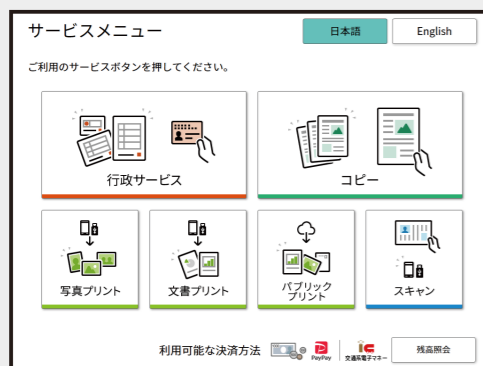 サービスメニュー
日本語
English
ご利用のサービスボタンを押してください。
行政サービス
コピー
写真プリント
文書プリント
パブリック
プリント
スキャン
利用可能な決済方法
PayPay
交通系電子マネー
残高照会